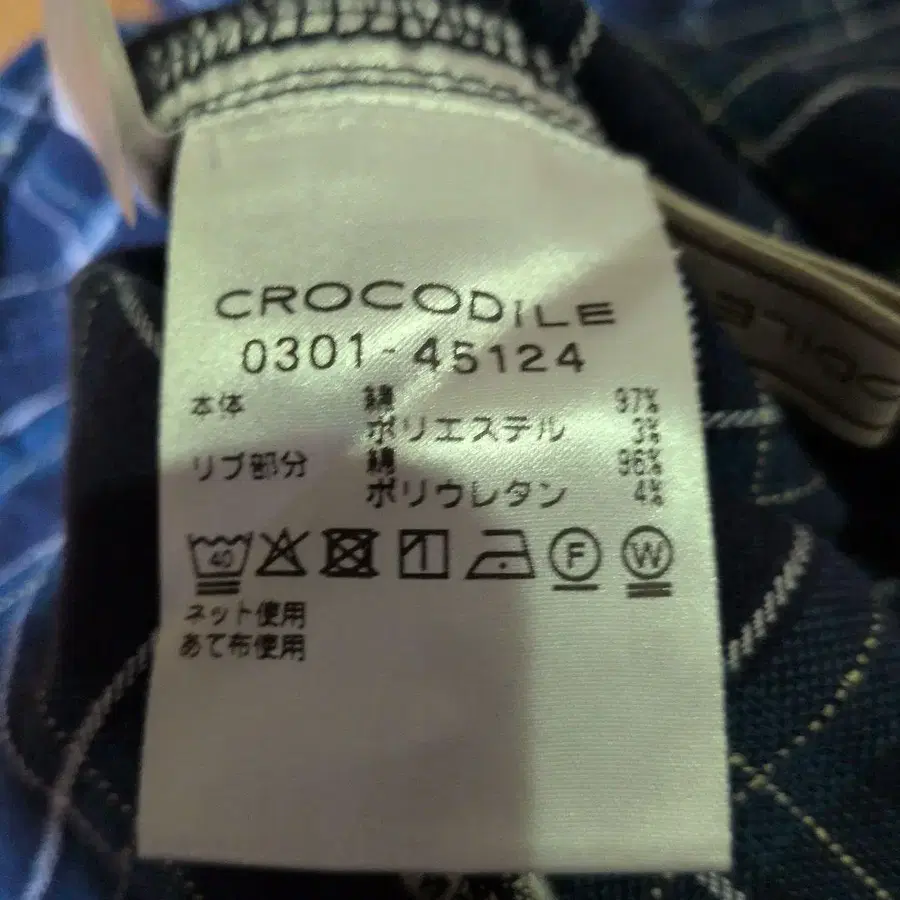 CROCODiLE
0301-45124
本体 綿 97%
ポリエステル 3%
リブ部分 綿 96%
ポリウレタン 4%
40 F W
ネット使用
あて布使用